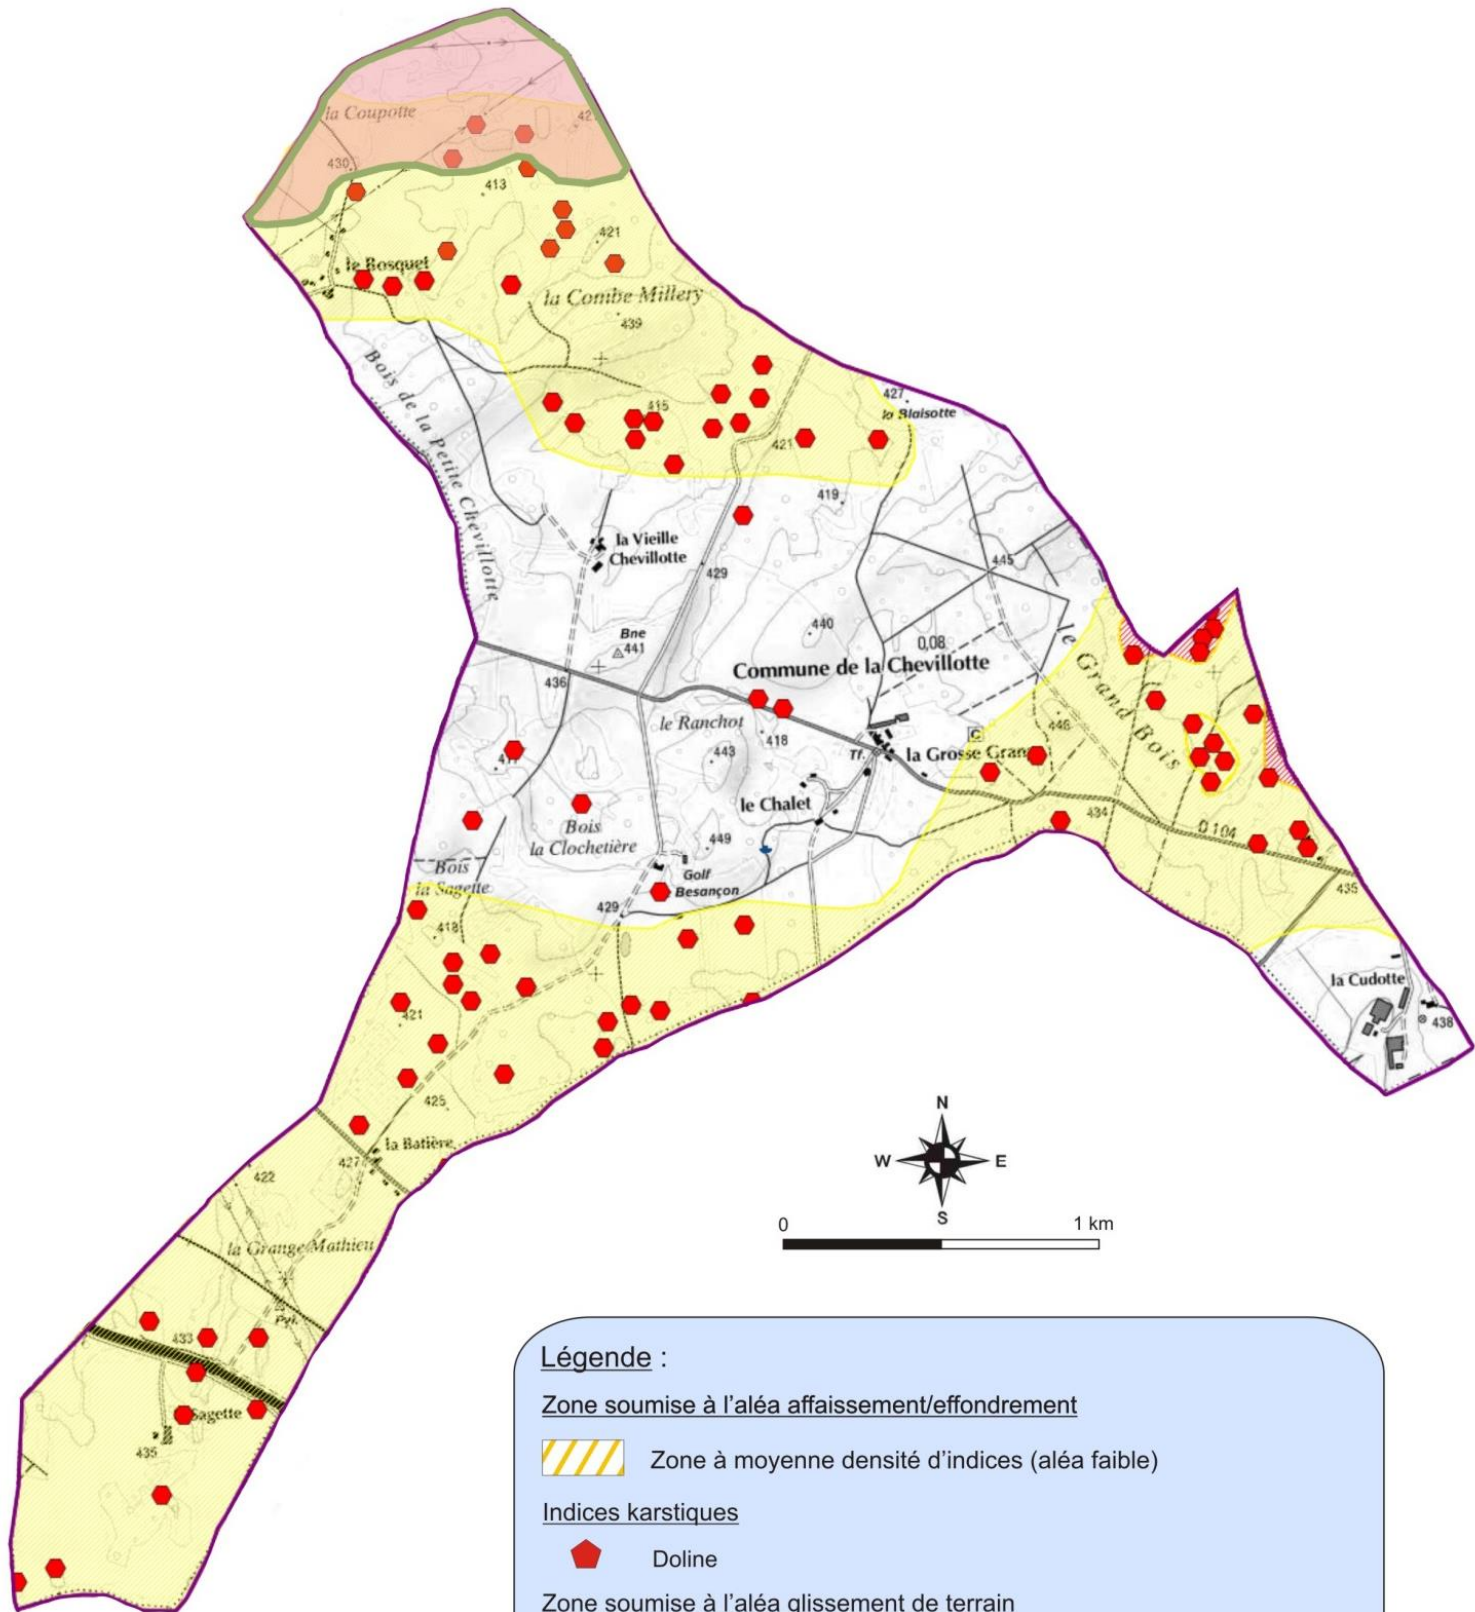 la Coupotte
42
430
413
421
le Bosquet
la Combe Millery
439
Bois de la Petite Chevillotte
427
la Blaisotte
415
421
419
la Vieille
Chevillotte
429
445
440
0,08
le Grand Bois
Bne
441
Commune de la Chevillotte
436
le Ranchot
418
446
C
443
Tf.
la Grosse Gran
le Chalet
434
D 104
Bois
la Clochetière
449
Bois
la Sagette
Golf
Besançon
435
429
418
la Cudotte
438
421
425
N
la Batière
427
W
E
422
S
0
1 km
la Grange Mathieu
Pyl.
433
Légende :
Zone soumise à l'aléa affaissement/effondrement
Sagette
435
Zone à moyenne densité d'indices (aléa faible)
Indices karstiques
Doline
Zone soumise à l'aléa glissement de terrain